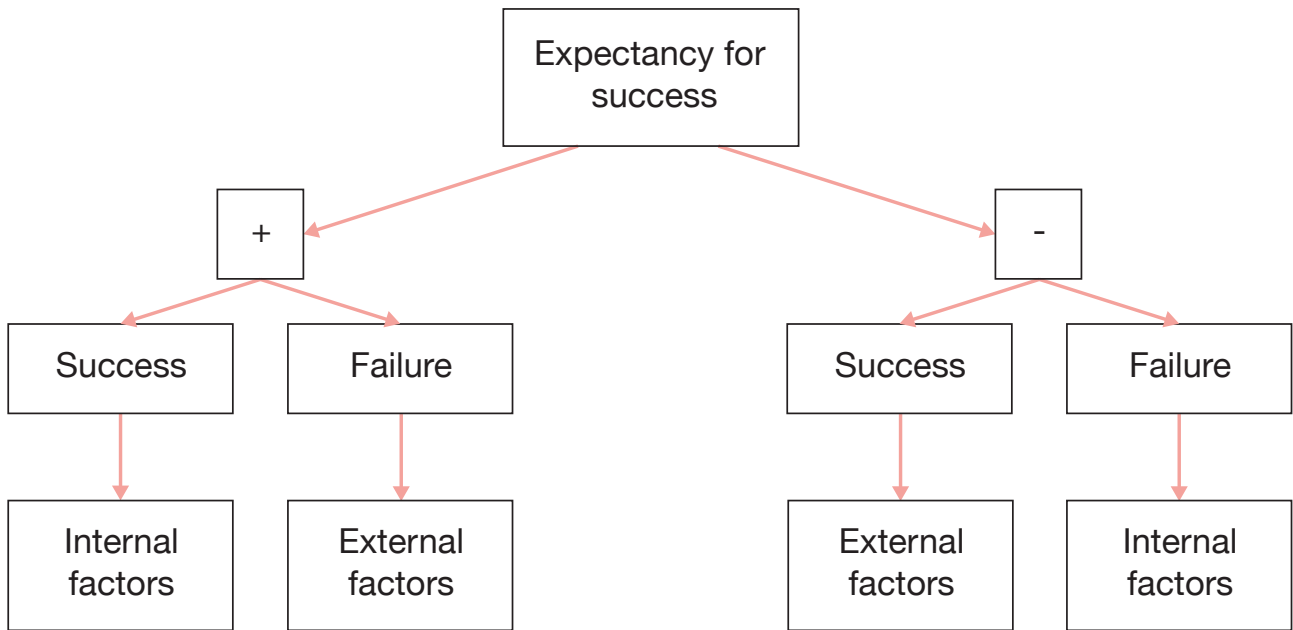 Expectancy for
success
+
-
Success
Failure
Success
Failure
Internal
factors
External
factors
External
factors
Internal
factors